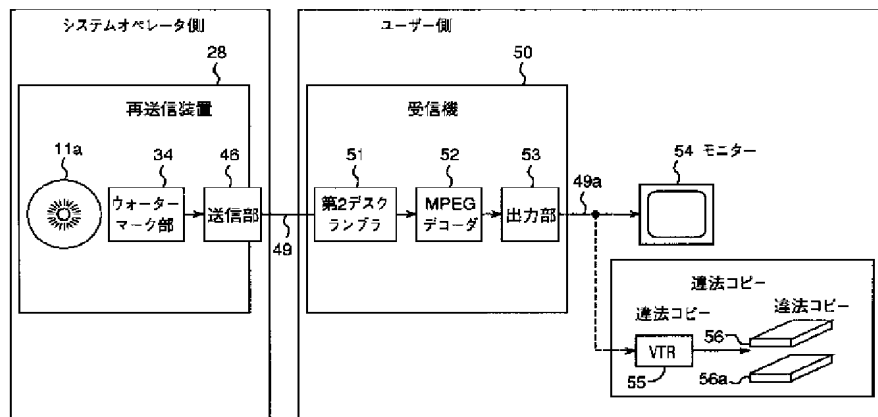 システムオペレータ側
ユーザー側
28
50
再送信装置
受信機
11a
34
46
51
52
53
54 モニター
ウォーター
マーク部
送信部
第2デスク
ランブラ
MPEG
デコーダ
出力部
49a
49
違法コピー
違法コピー
違法コピー
56
VTR
55
56a